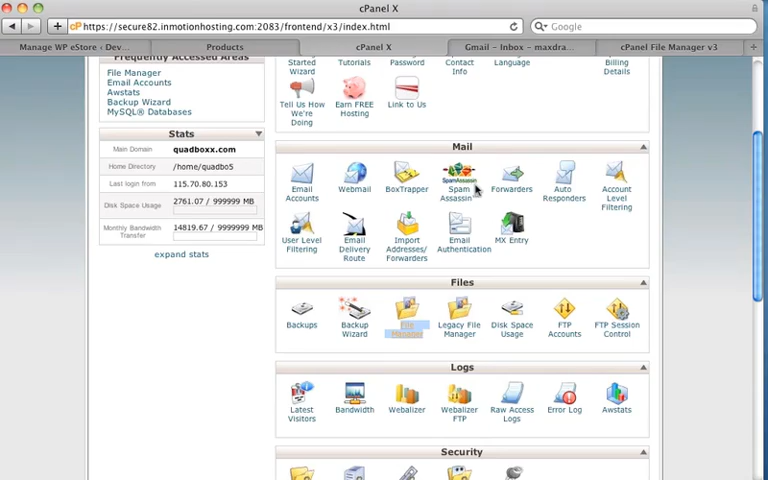 cPanel X
https://secure82.inmotionhosting.com:2083/frontend/x3/index.html
Google
Manage WP eStore ‹ Dev...
Products
cPanel X
Gmail – Inbox – maxdra...
cPanel File Manager v3
Frequently Accessed Areas
File Manager
Email Accounts
Awstats
Backup Wizard
MySQL® Databases
Stats
Main Domain quadboxx.com
Home Directory /home/quadbo5
Last login from 115.70.80.153
Disk Space Usage 2761.07 / 999999 MB
Monthly Bandwidth Transfer 14819.67 / 9999999 MB
expand stats
Started Wizard
Tutorials
Password
Contact Info
Language
Billing Details
Tell Us How We're Doing
Earn FREE Hosting
Link to Us
Mail
Email Accounts
Webmail
BoxTrapper
SpamAssassin
Spam Assassin™
Forwarders
Auto Responders
Account Level Filtering
User Level Filtering
Email Delivery Route
Import Addresses/ Forwarders
Email Authentication
MX Entry
Files
Backups
Backup Wizard
File Manager
Legacy File Manager
Disk Space Usage
FTP Accounts
FTP Session Control
Logs
Latest Visitors
Bandwidth
Webalizer
Webalizer FTP
Raw Access Logs
Error Log
Awstats
Security